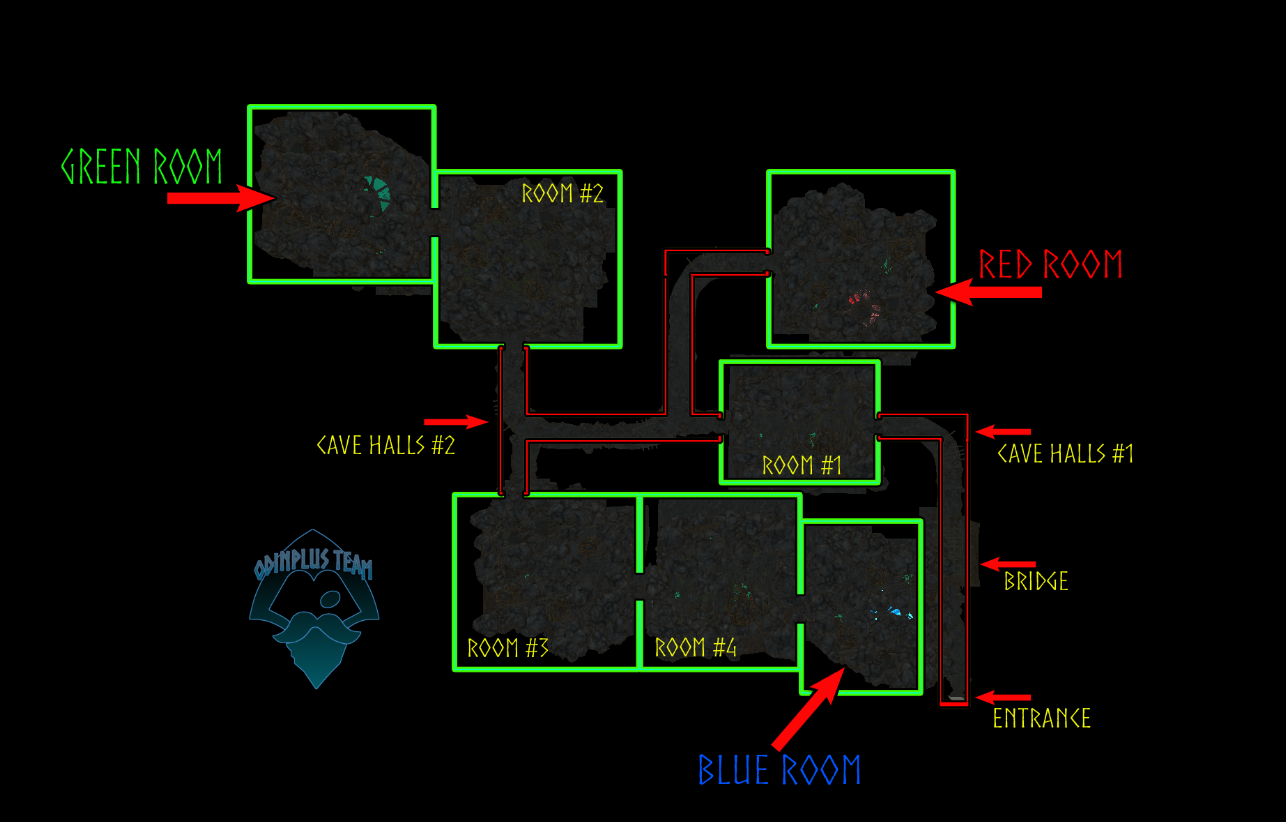 GREEN ROOM
ROOM #2
RED ROOM
CAVE HALLS #2
ROOM #1
CAVE HALLS #1
ODINPLUS TEAM
BRIDGE
ROOM #3
ROOM #4
ENTRANCE
BLUE ROOM